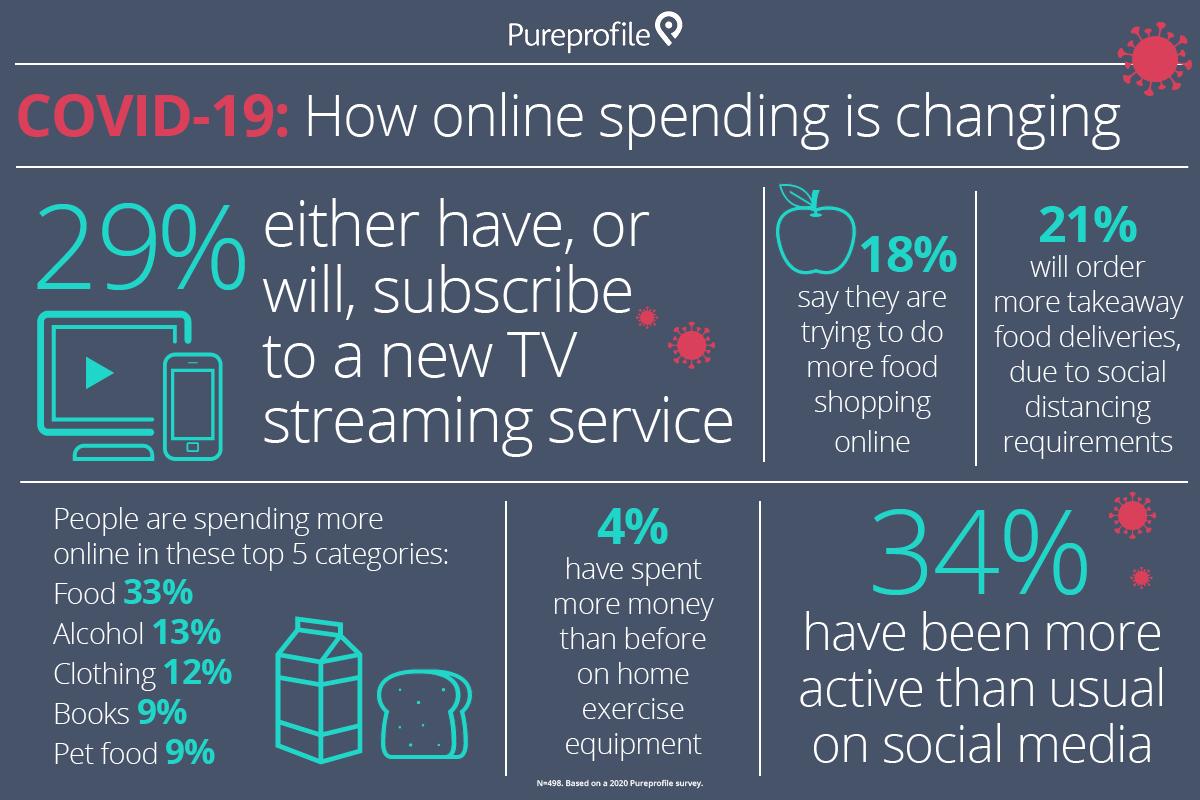 Pureprofile
COVID-19: How online spending is changing
29%
either have, or
will, subscribe
to a new TV
streaming service
18%
say they are
trying to do
more food
shopping
online
21%
will order
more takeaway
food deliveries,
due to social
distancing
requirements
People are spending more
online in these top 5 categories:
Food 33%
Alcohol 13%
Clothing 12%
Books 9%
Pet food 9%
4%
have spent
more money
than before
on home
exercise
equipment
34%
have been more
active than usual
on social media
N=498. Based on a 2020 Pureprofile survey.